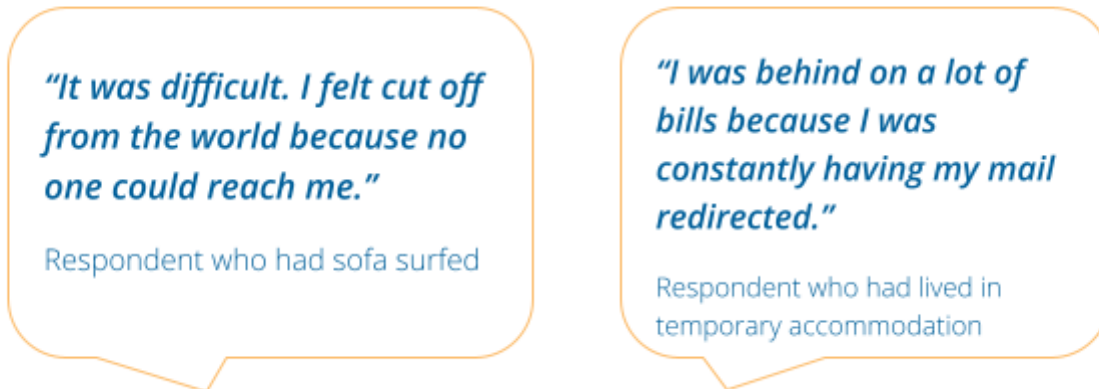 “It was difficult. I felt cut off
from the world because no
one could reach me.”
Respondent who had sofa surfed
“I was behind on a lot of
bills because I was
constantly having my mail
redirected.”
Respondent who had lived in
temporary accommodation